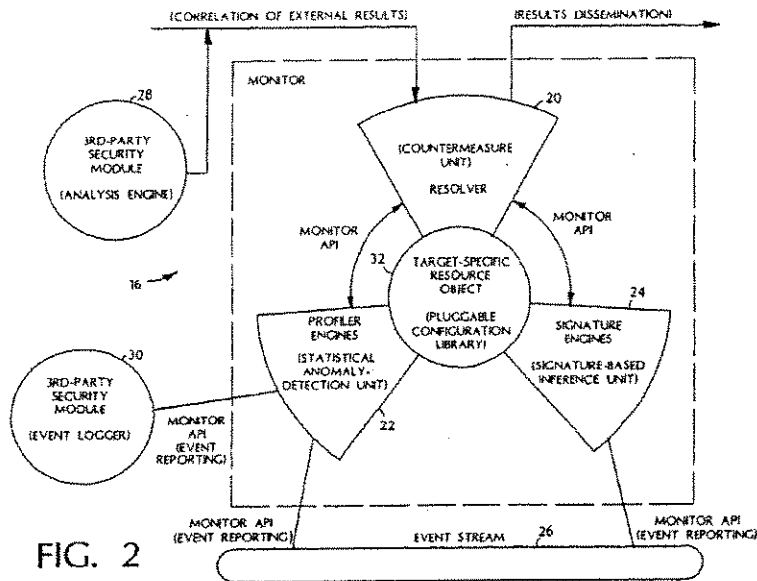 (CORRELATION OF EXTERNAL RESULTS)
(RESULTS DISSEMINATION)
MONITOR
28
3RD-PARTY
SECURITY
MODULE
(ANALYSIS ENGINE)
20
(COUNTERMEASURE
UNIT)
RESOLVER
MONITOR
API
MONITOR
API
16
32
TARGET-SPECIFIC
RESOURCE
OBJECT
(PLUGGABLE
CONFIGURATION
LIBRARY)
24
PROFILER
ENGINES
(STATISTICAL
ANOMALY-
DETECTION UNIT)
22
SIGNATURE
ENGINES
(SIGNATURE-BASED
INFERENCE UNIT)
30
3RD-PARTY
SECURITY
MODULE
(EVENT LOGGER)
MONITOR
API
(EVENT
REPORTING)
MONITOR API
(EVENT REPORTING)
EVENT STREAM
26
MONITOR API
(EVENT REPORTING)
FIG. 2